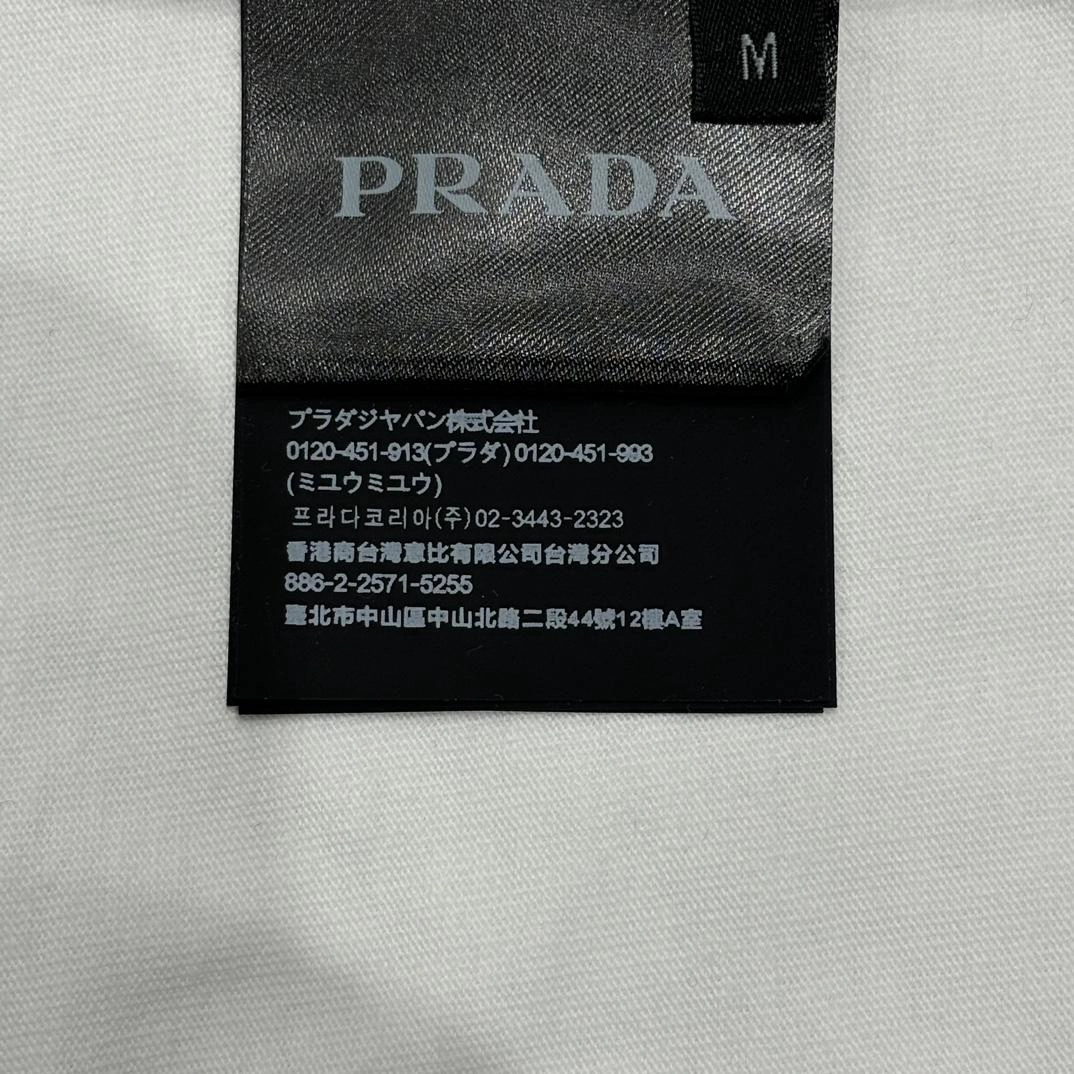 M
PRADA
プラダジヤパン株式会社
0120-451-913(プラダ)0120-451-993
(ミユウミユウ)
프라다코리아(주)02-3443-2323
香港商台灣意比有限公司台灣分公司
886-2-2571-5255
臺北市中山區中山北路二段44號12樓A室